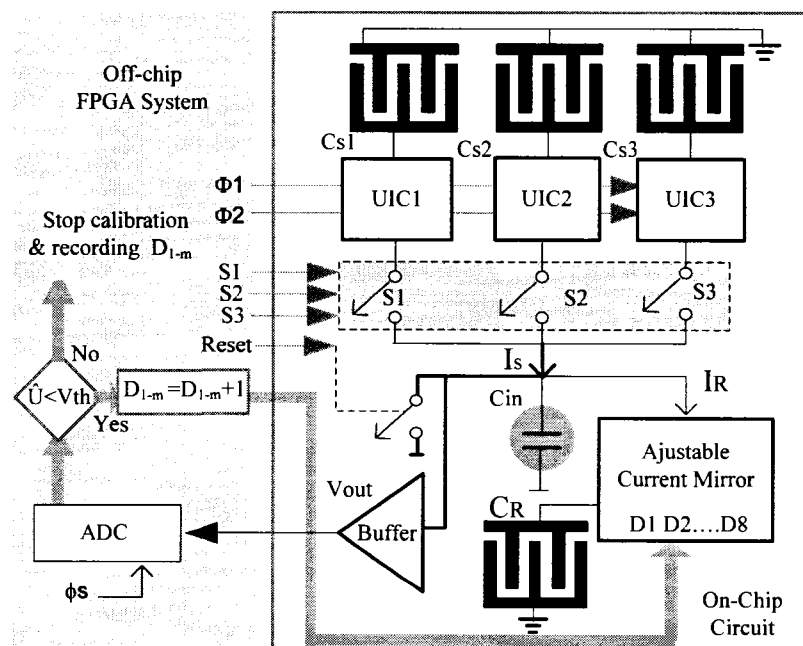 Off-chip
FPGA System
Cs1
Cs2
Cs3
UIC1
UIC2
UIC3
Φ1
Φ2
Stop calibration
& recording D1-m
S1
S2
S3
S1
S2
S3
Reset
No
Is
IR
Cin
Û<Vth
D1-m=D1-m+1
Yes
Ajustable
Current Mirror
D1 D2....D8
Vout
CR
ADC
Buffer
ϕs
On-Chip
Circuit